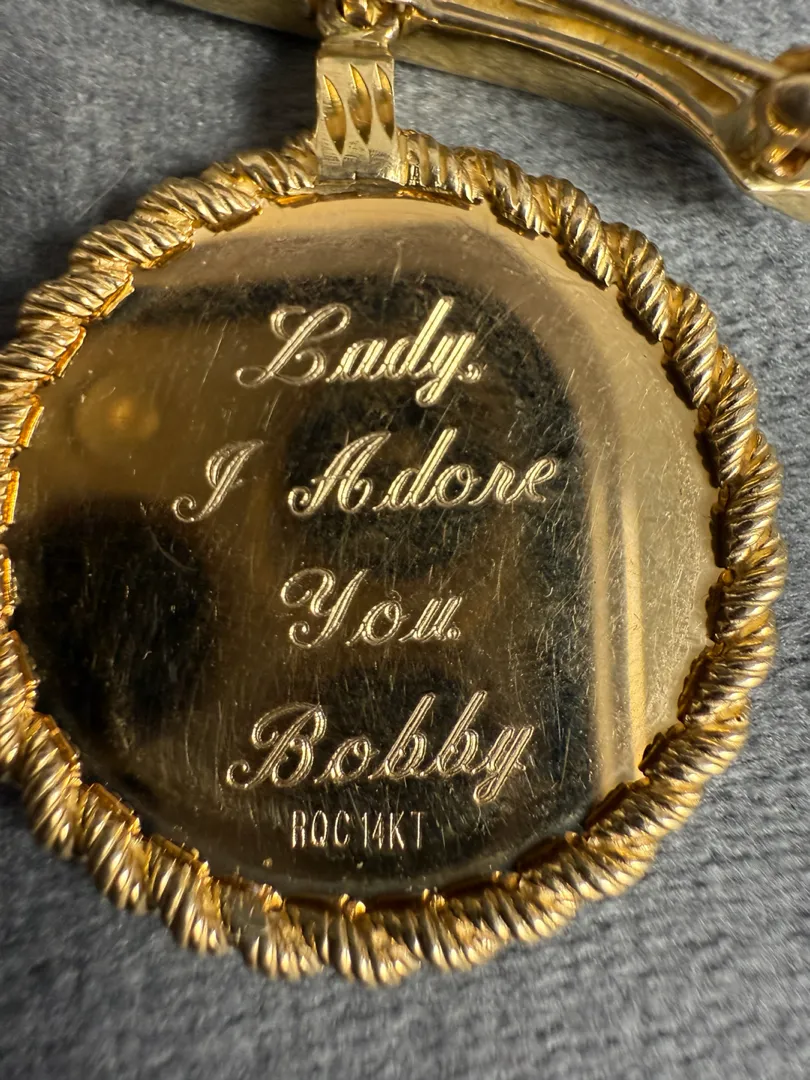 Lady,
I Adore
You.
Bobby
RQC 14KT